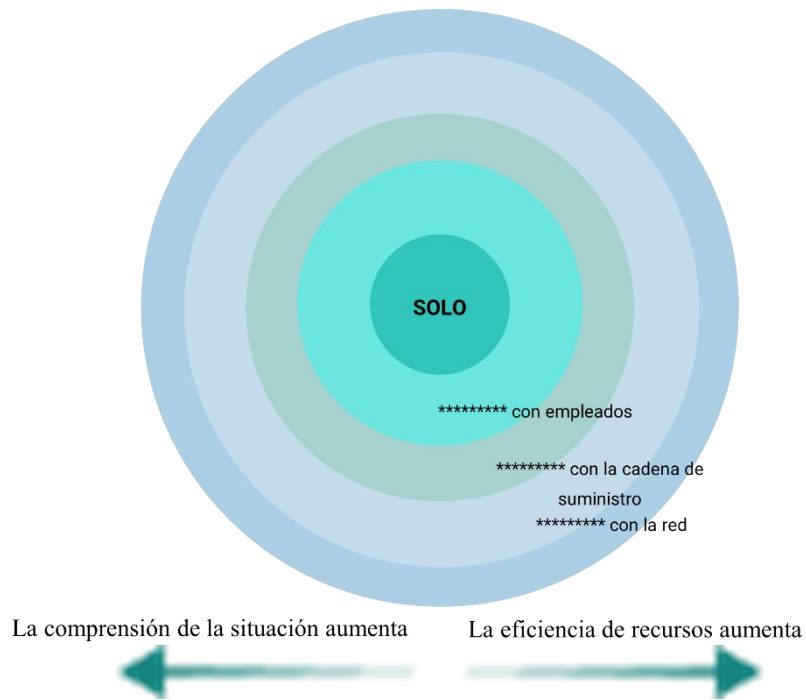 SOLO
********* con empleados
********* con la cadena de
suministro
********* con la red
La comprensión de la situación aumenta
La eficiencia de recursos aumenta